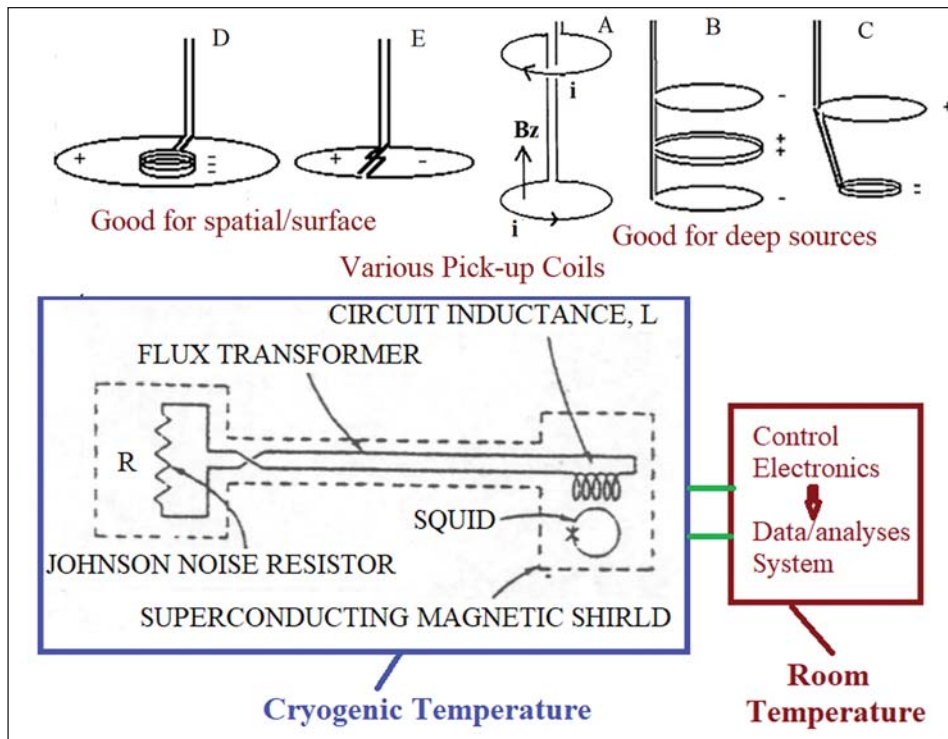 D
E
A
B
C
+
=
-
+
-
i
Bz
i
-
+
+
-
+
=
Good for spatial/surface
Good for deep sources
Various Pick-up Coils
CIRCUIT INDUCTANCE, L
FLUX TRANSFORMER
R
SQUID
JOHNSON NOISE RESISTOR
SUPERCONDUCTING MAGNETIC SHIRLD
Control
Electronics
Data/analyses
System
Cryogenic Temperature
Room
Temperature